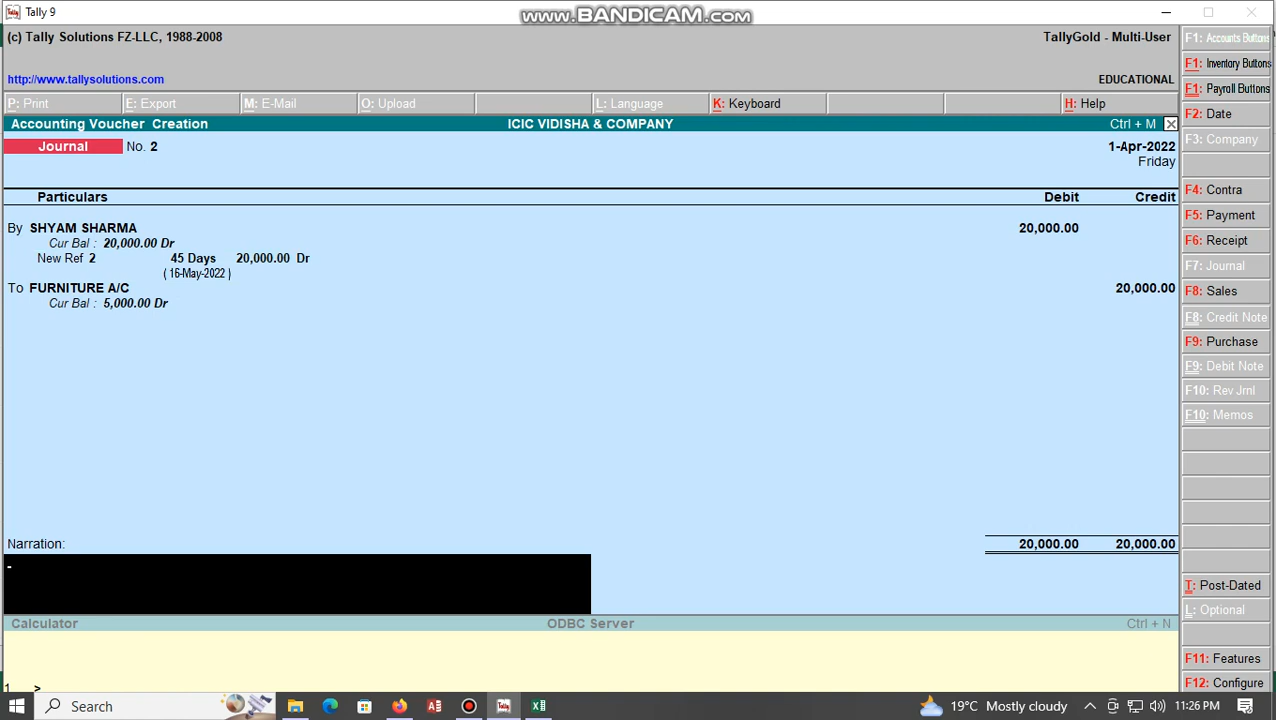 Tally 9
www.BANDICAM.com
(c) Tally Solutions FZ-LLC, 1988-2008
TallyGold - Multi-User
http://www.tallysolutions.com
EDUCATIONAL
P: Print
E: Export
M: E-Mail
O: Upload
L: Language
K: Keyboard
H: Help
Accounting Voucher Creation
ICIC VIDISHA & COMPANY
Ctrl + M
Journal No. 2
1-Apr-2022
Friday
Particulars Debit Credit
By SHYAM SHARMA 20,000.00
Cur Bal : 20,000.00 Dr
New Ref 2 45 Days 20,000.00 Dr
( 16-May-2022 )
To FURNITURE A/C 20,000.00
Cur Bal : 5,000.00 Dr
Narration: 20,000.00 20,000.00
-
Calculator ODBC Server Ctrl + N
1 >
F1: Accounts Buttons
F1: Inventory Buttons
F1: Payroll Buttons
F2: Date
F3: Company
F4: Contra
F5: Payment
F6: Receipt
F7: Journal
F8: Sales
F8: Credit Note
F9: Purchase
F9: Debit Note
F10: Rev Jrnl
F10: Memos
T: Post-Dated
L: Optional
F11: Features
F12: Configure
Search
19°C Mostly cloudy
11:26 PM